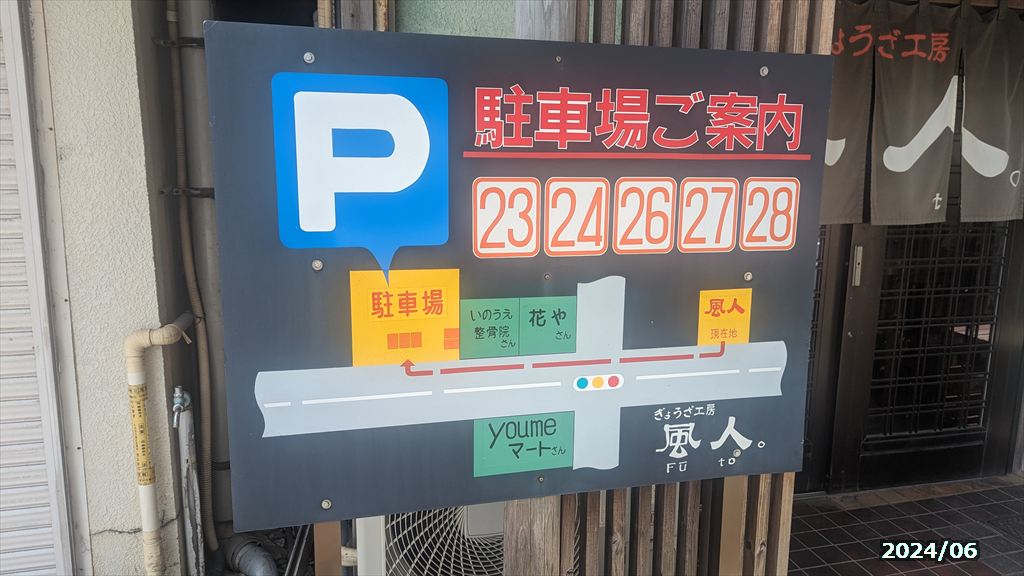 P
駐車場ご案内
23 24 26 27 28
駐車場
いのうえ
整骨院
さん
花や
さん
風人
現在地
youme
マートさん
ぎょうざ工房
風人。
FU to
ょうざ工房
人。
t
2024/06